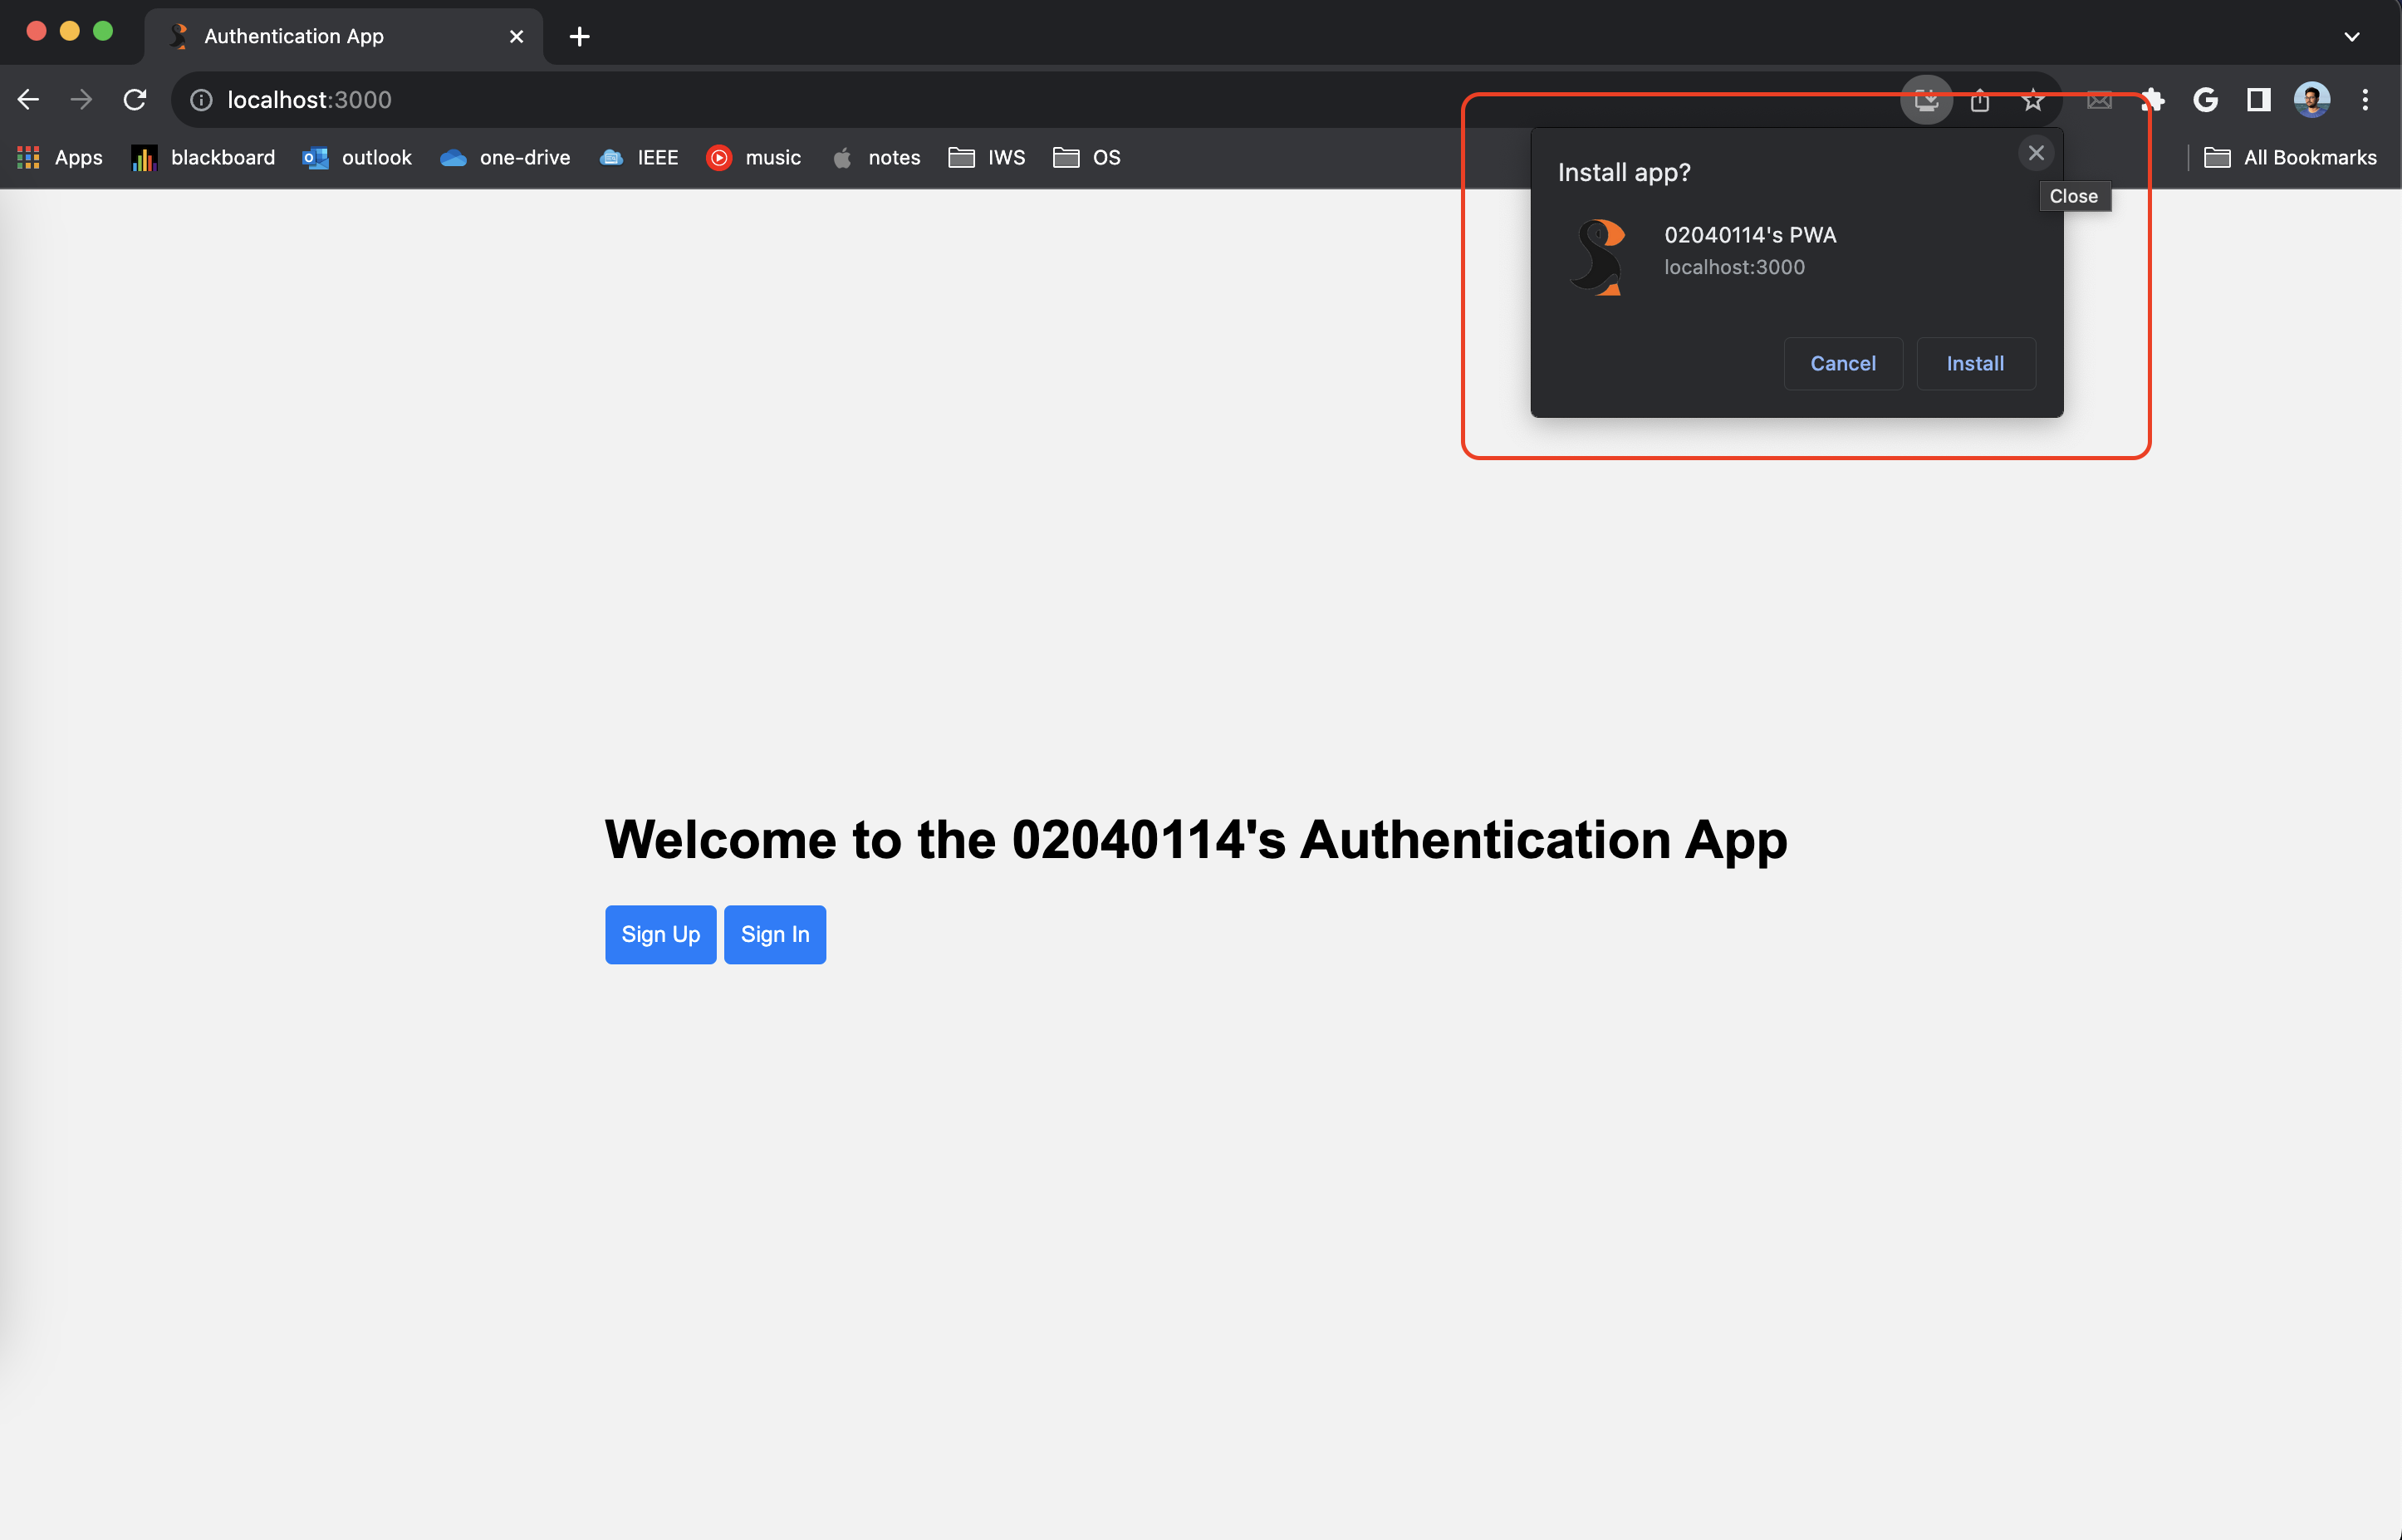 Authentication App
localhost:3000
Apps blackboard outlook one-drive IEEE music notes IWS OS All Bookmarks
Install app?
Close
02040114's PWA
localhost:3000
Cancel Install
Welcome to the 02040114's Authentication App
Sign Up Sign In